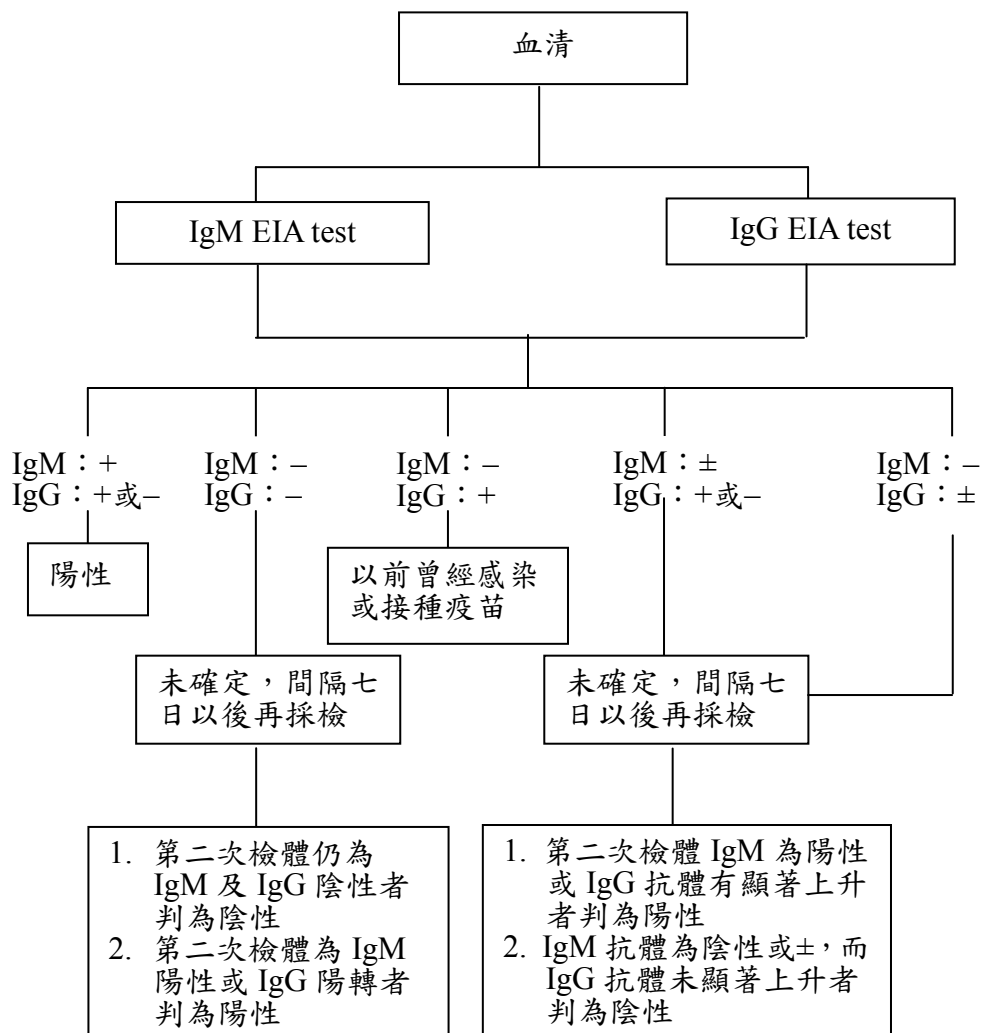 血清
IgM EIA test
IgG EIA test
IgM：+
IgG：+或–
IgM：–
IgG：–
IgM：–
IgG：+
IgM：±
IgG：+或–
IgM：–
IgG：±
陽性
以前曾經感染
或接種疫苗
未確定，間隔七
日以後再採檢
未確定，間隔七
日以後再採檢
1. 第二次檢體仍為
IgM 及 IgG 陰性者
判為陰性
2. 第二次檢體為 IgM
陽性或 IgG 陽轉者
判為陽性
1. 第二次檢體 IgM 為陽性
或 IgG 抗體有顯著上升
者判為陽性
2. IgM 抗體為陰性或±，而
IgG 抗體未顯著上升者
判為陰性